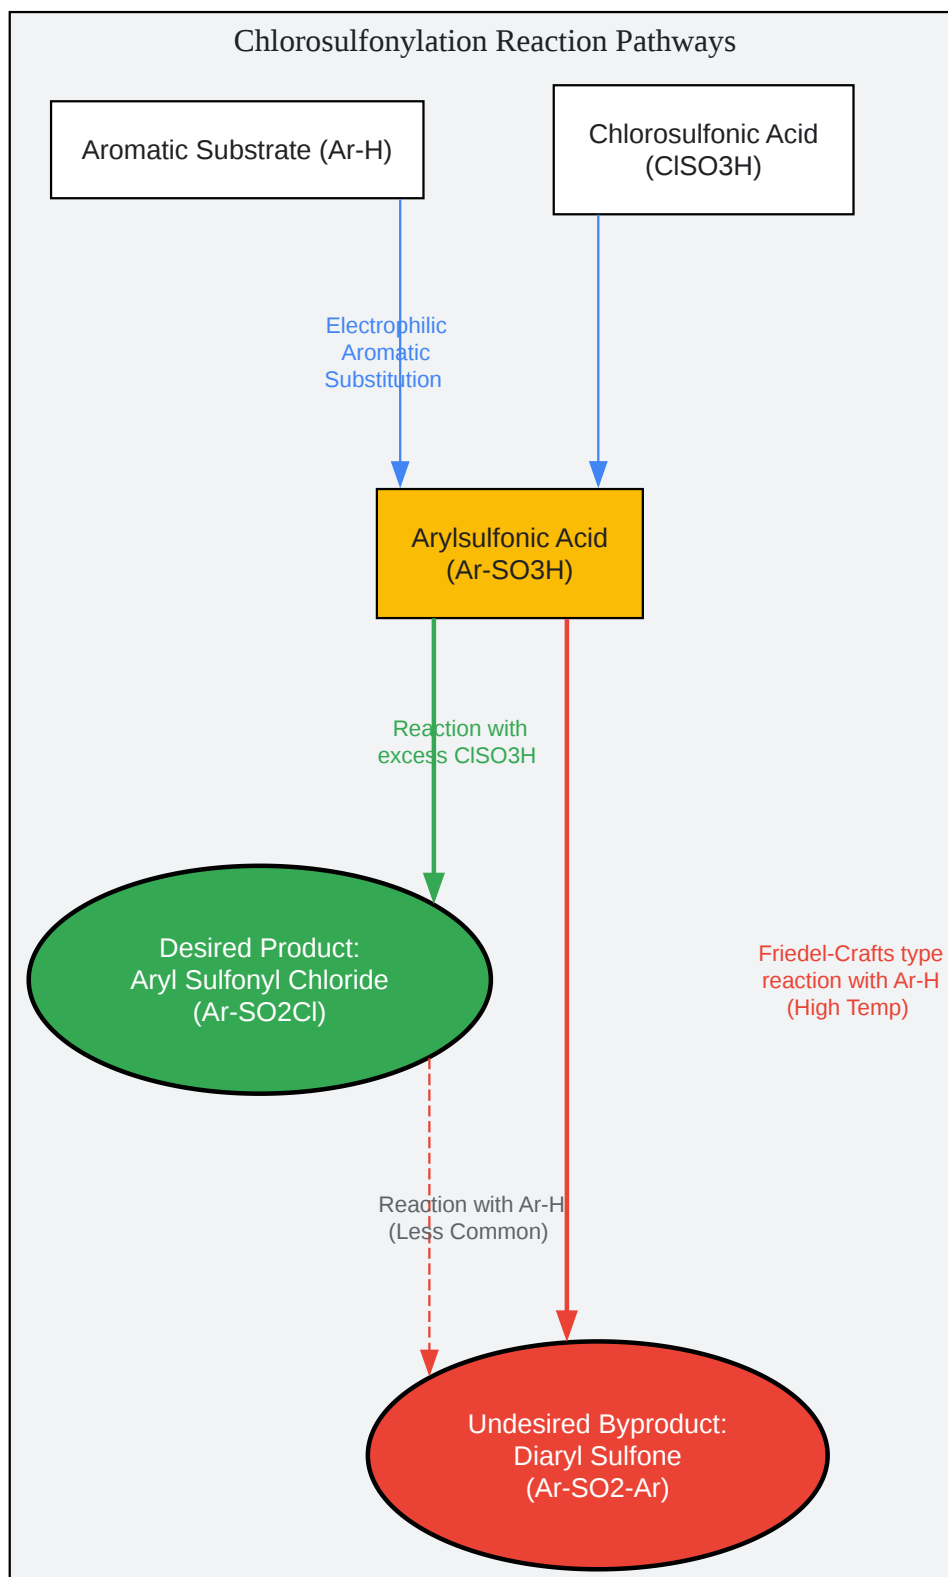 Chlorosulfonylation Reaction Pathways
Aromatic Substrate (Ar-H)
Chlorosulfonic Acid
(ClSO3H)
Electrophilic
Aromatic
Substitution
Arylsulfonic Acid
(Ar-SO3H)
Reaction with
excess ClSO3H
Desired Product:
Aryl Sulfonyl Chloride
(Ar-SO2Cl)
Friedel-Crafts type
reaction with Ar-H
(High Temp)
Reaction with Ar-H
(Less Common)
Undesired Byproduct:
Diaryl Sulfone
(Ar-SO2-Ar)